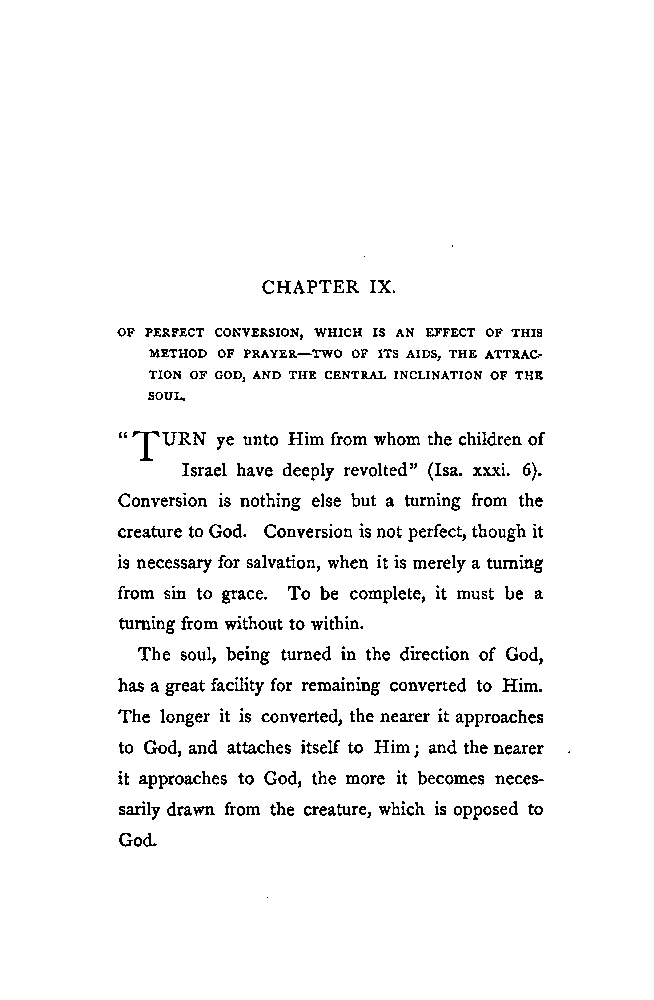 CHAPTER IX.
OF PERFECT CONVERSION, WHICH IS AN EFFECT OF THIS
METHOD OF PRAYER—TWO OF ITS AIDS, THE ATTRAC-
TION OF GOD, AND THE CENTRAL INCLINATION OF THE
SOUL.
“TURN ye unto Him from whom the children of
Israel have deeply revolted” (Isa. xxxi. 6).
Conversion is nothing else but a turning from the
creature to God. Conversion is not perfect, though it
is necessary for salvation, when it is merely a turning
from sin to grace. To be complete, it must be a
turning from without to within.
The soul, being turned in the direction of God,
has a great facility for remaining converted to Him.
The longer it is converted, the nearer it approaches
to God, and attaches itself to Him; and the nearer
it approaches to God, the more it becomes neces-
sarily drawn from the creature, which is opposed to
God.